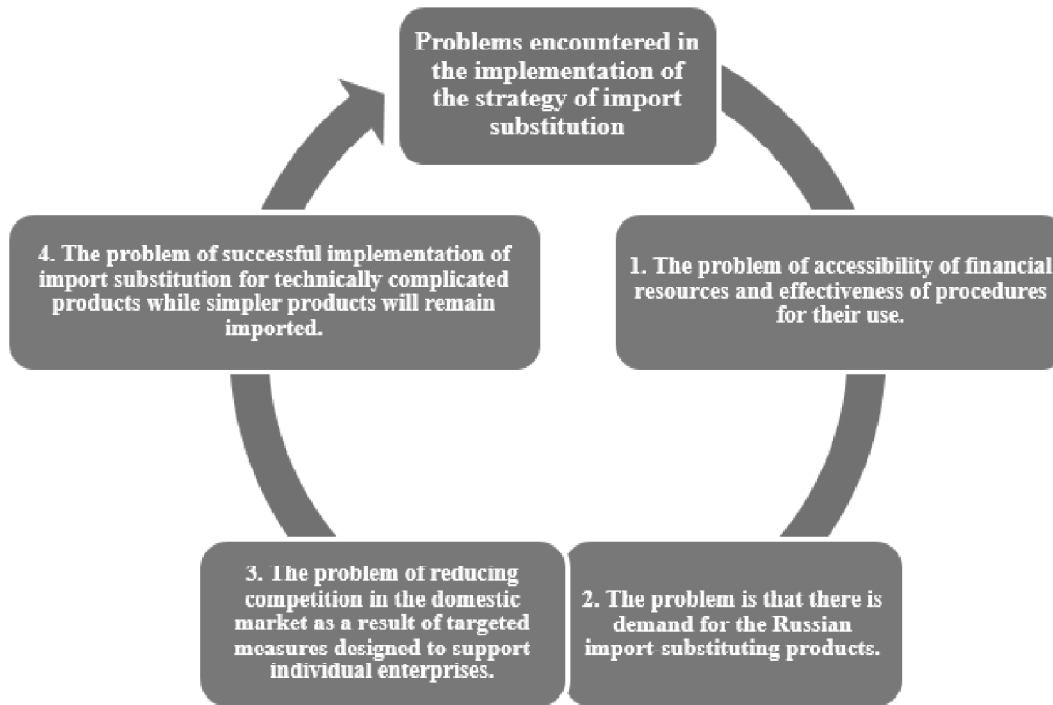 Problems encountered in
the implementation of
the strategy of import
substitution
1. The problem of accessibility of financial
resources and effectiveness of procedures
for their use.
2. The problem is that there is
demand for the Russian
import-substituting products.
3. The problem of reducing
competition in the domestic
market as a result of targeted
measures designed to support
individual enterprises.
4. The problem of successful implementation of
import substitution for technically complicated
products while simpler products will remain
imported.